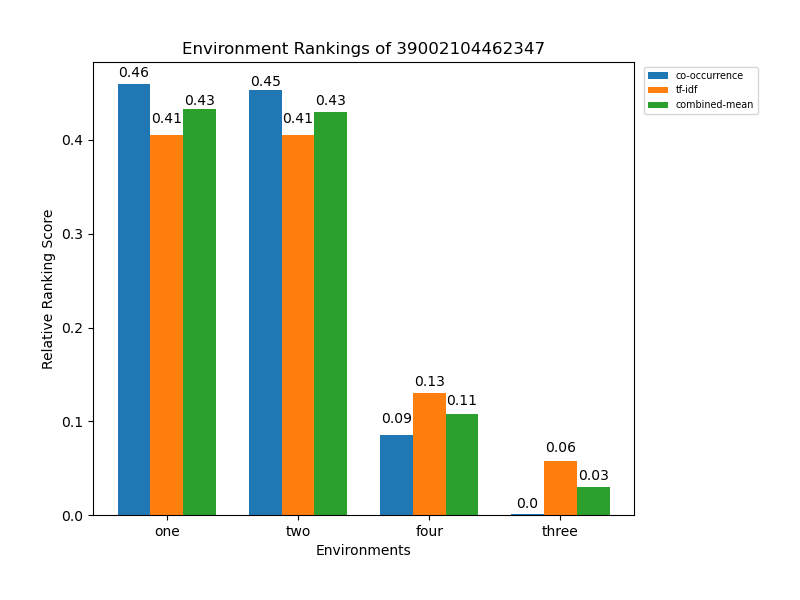 Environment Rankings of 39002104462347
co-occurrence
tf-idf
combined-mean
Relative Ranking Score
0.4
0.3
0.2
0.1
0.0
0.46
0.41
0.43
0.45
0.41
0.43
0.09
0.13
0.11
0.0
0.06
0.03
one
two
four
three
Environments